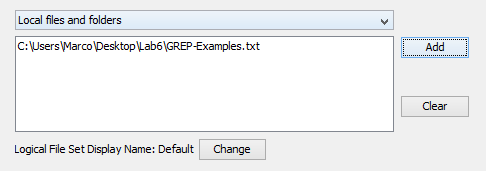 Local files and folders
C:\Users\Marco\Desktop\Lab6\GREP-Examples.txt
Add
Clear
Logical File Set Display Name: Default Change